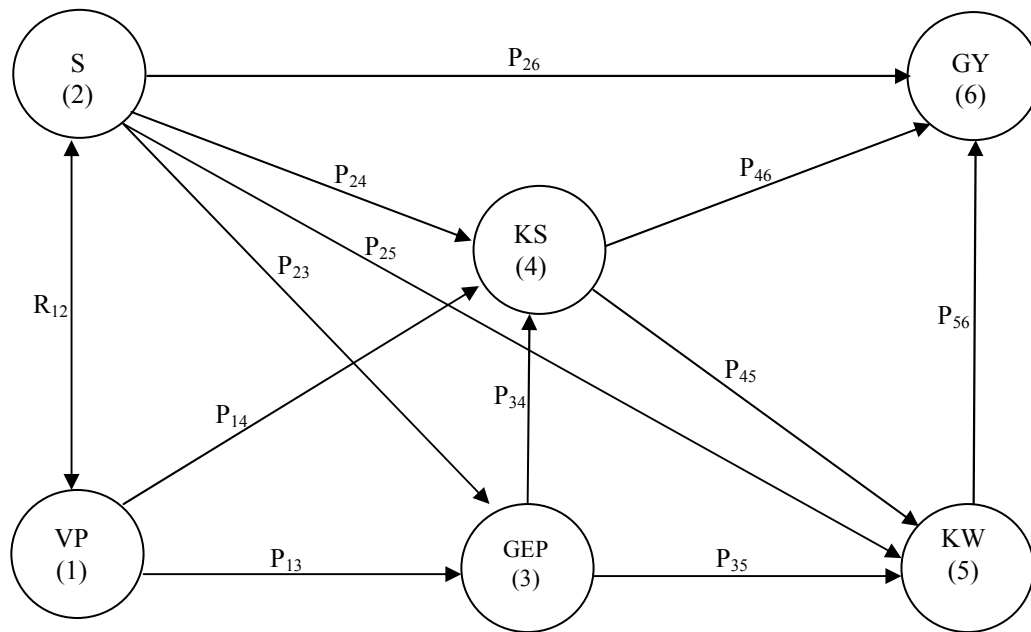 S
(2)
P₂₆
GY
(6)
P₂₄
KS
(4)
P₄₆
P₂₅
P₂₃
R₁₂
P₅₆
P₄₅
P₃₄
P₁₄
VP
(1)
P₁₃
GEP
(3)
P₃₅
KW
(5)